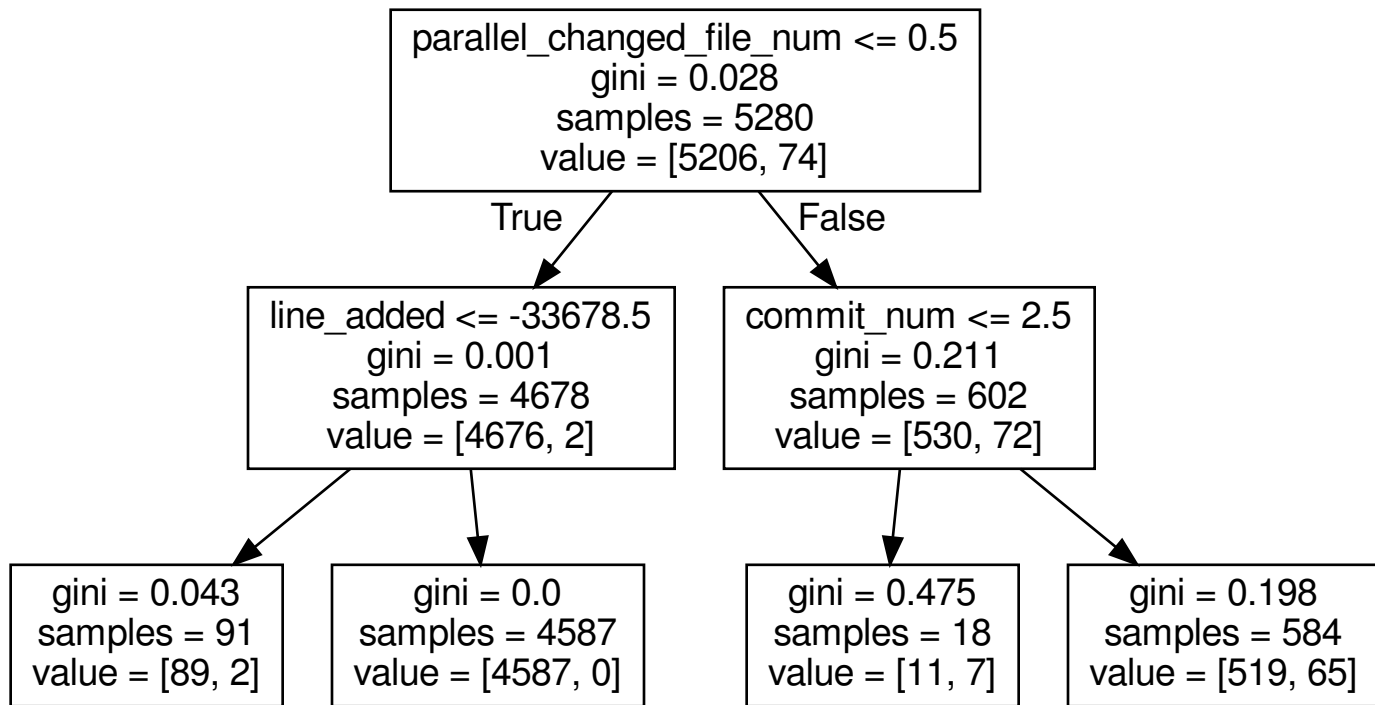 parallel_changed_file_num <= 0.5
gini = 0.028
samples = 5280
value = [5206, 74]
True
False
line_added <= -33678.5
gini = 0.001
samples = 4678
value = [4676, 2]
commit_num <= 2.5
gini = 0.211
samples = 602
value = [530, 72]
gini = 0.043
samples = 91
value = [89, 2]
gini = 0.0
samples = 4587
value = [4587, 0]
gini = 0.475
samples = 18
value = [11, 7]
gini = 0.198
samples = 584
value = [519, 65]